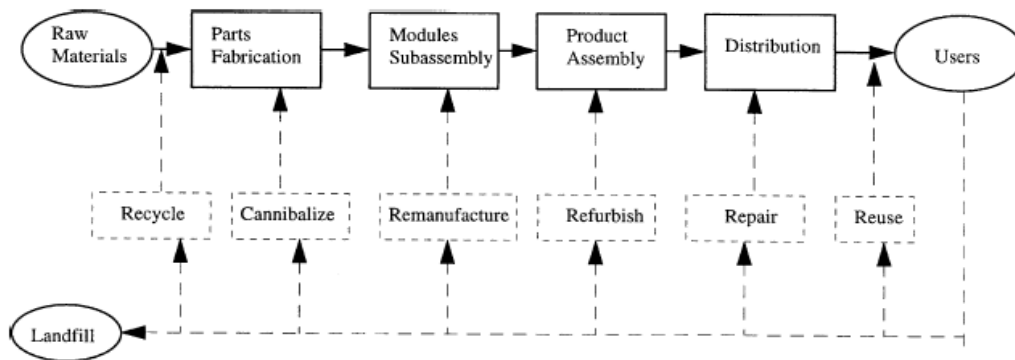 Raw
Materials
Parts
Fabrication
Modules
Subassembly
Product
Assembly
Distribution
Users
Recycle
Cannibalize
Remanufacture
Refurbish
Repair
Reuse
Landfill